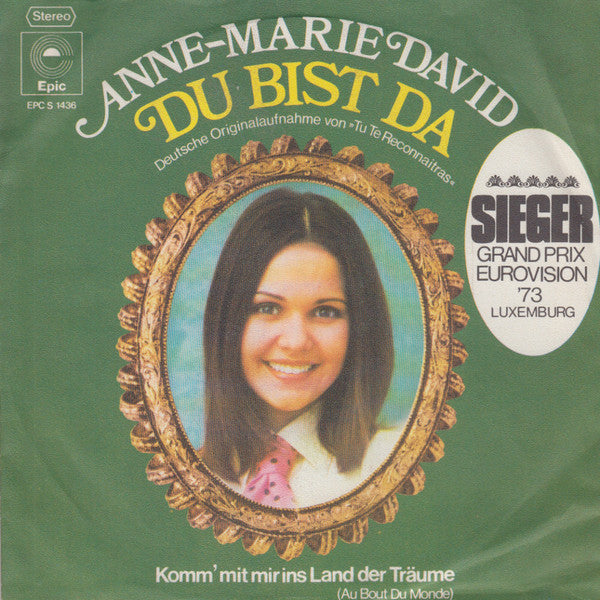 Stereo
Epic
EPC S 1436
ANNE-MARIE DAVID
DU BIST DA
Deutsche Originalaufnahme von »Tu Te Reconnaitras«
SIEGER
GRAND PRIX
EUROVISION
'73
LUXEMBURG
Komm' mit mir ins Land der Träume
(Au Bout Du Monde)